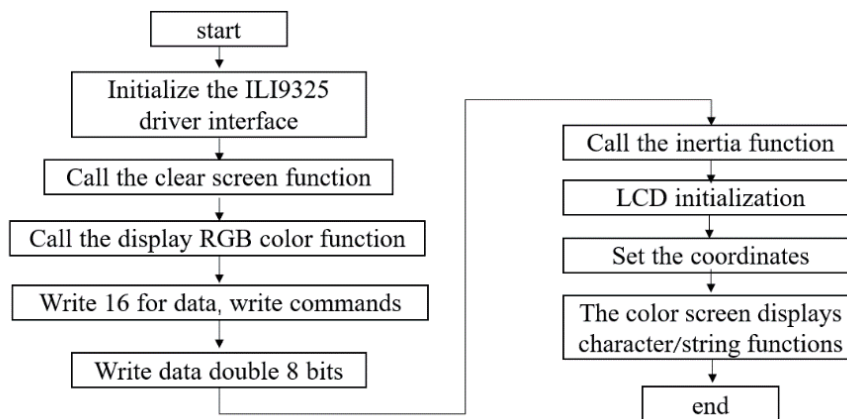 start
Initialize the ILI9325
driver interface
Call the clear screen function
Call the display RGB color function
Write 16 for data, write commands
Write data double 8 bits
Call the inertia function
LCD initialization
Set the coordinates
The color screen displays
character/string functions
end